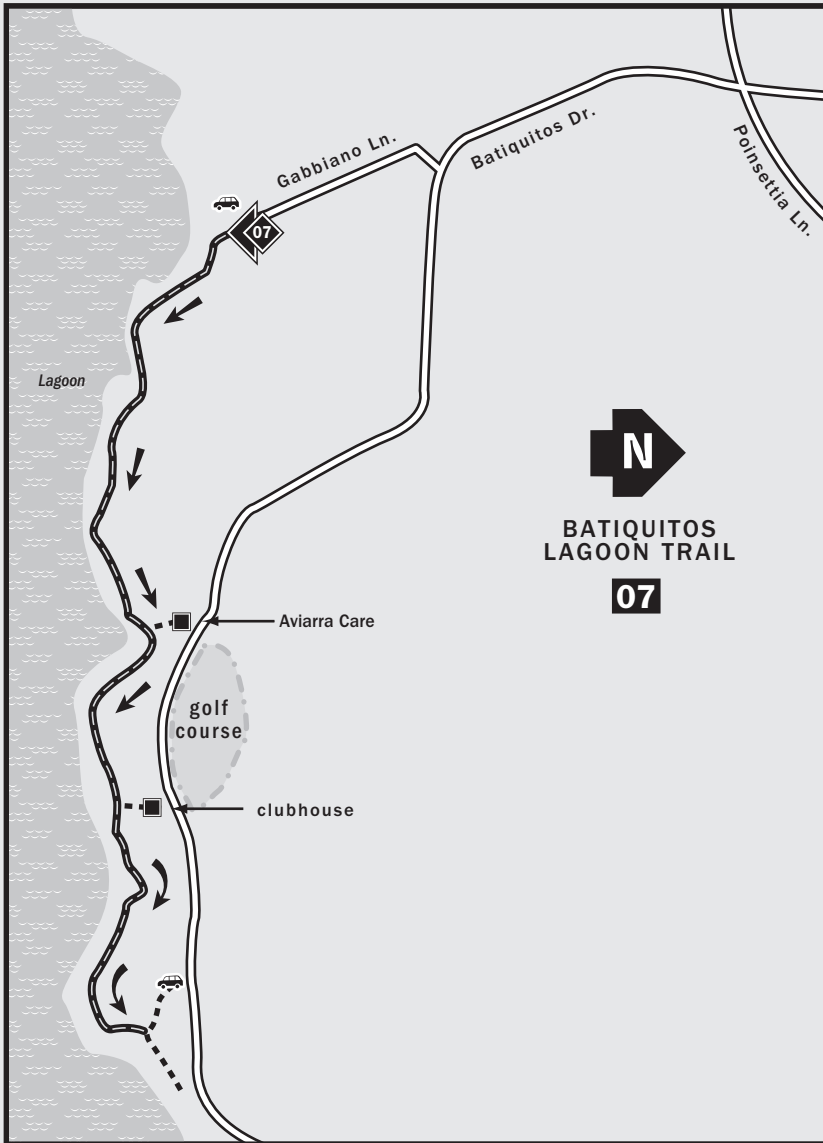 Gabbiano Ln.
Batiquitos Dr.
Poinsettia Ln.
07
Lagoon
N
BATIQUITOS
LAGOON TRAIL
07
Aviarra Care
golf
course
clubhouse